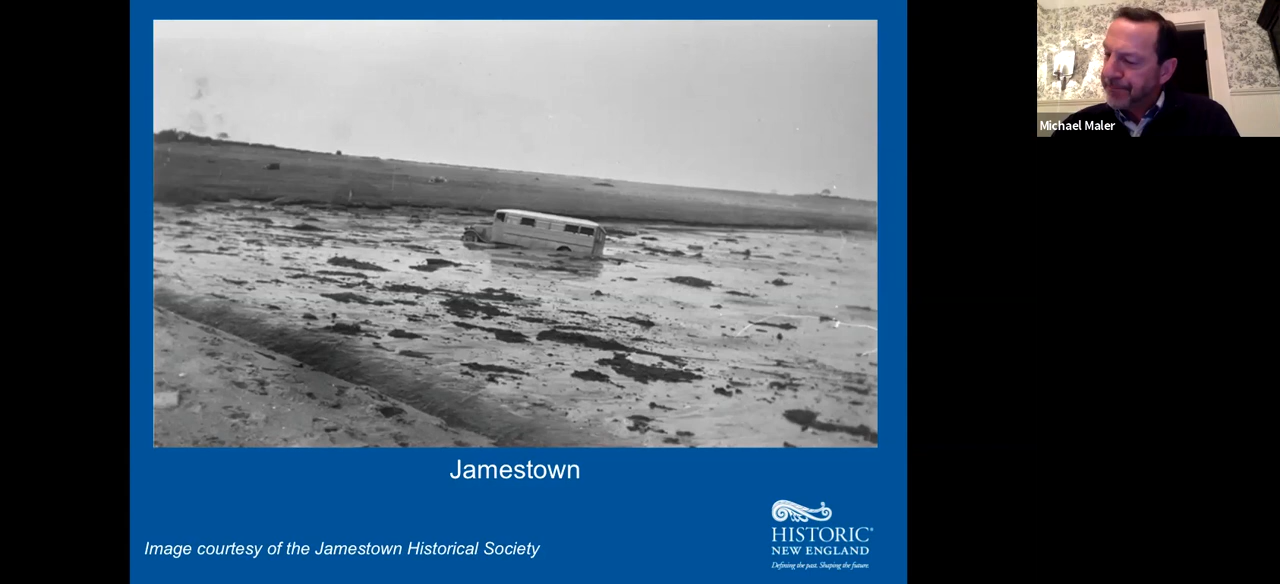 Michael Maler
Jamestown
Image courtesy of the Jamestown Historical Society
HISTORIC®
NEW ENGLAND
Defining the past. Shaping the future.